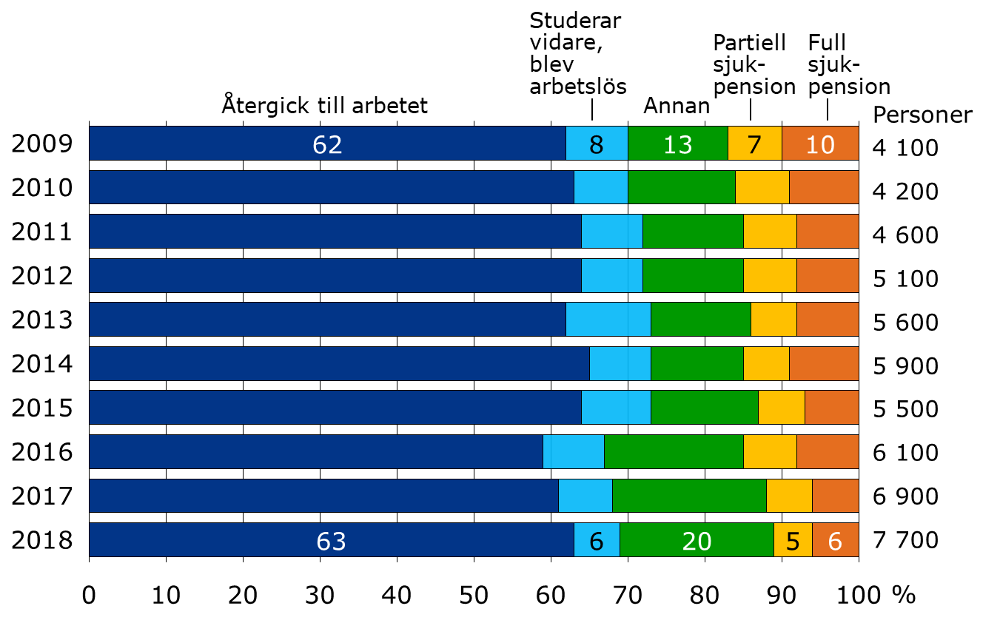 Studerar
vidare,
blev
arbetslös
Partiell
sjuk-
pension
Full
sjuk-
pension
Återgick till arbetet
Annan
Personer
2009 62 8 13 7 10 4 100
2010 4 200
2011 4 600
2012 5 100
2013 5 600
2014 5 900
2015 5 500
2016 6 100
2017 6 900
2018 63 6 20 5 6 7 700
0 10 20 30 40 50 60 70 80 90 100 %